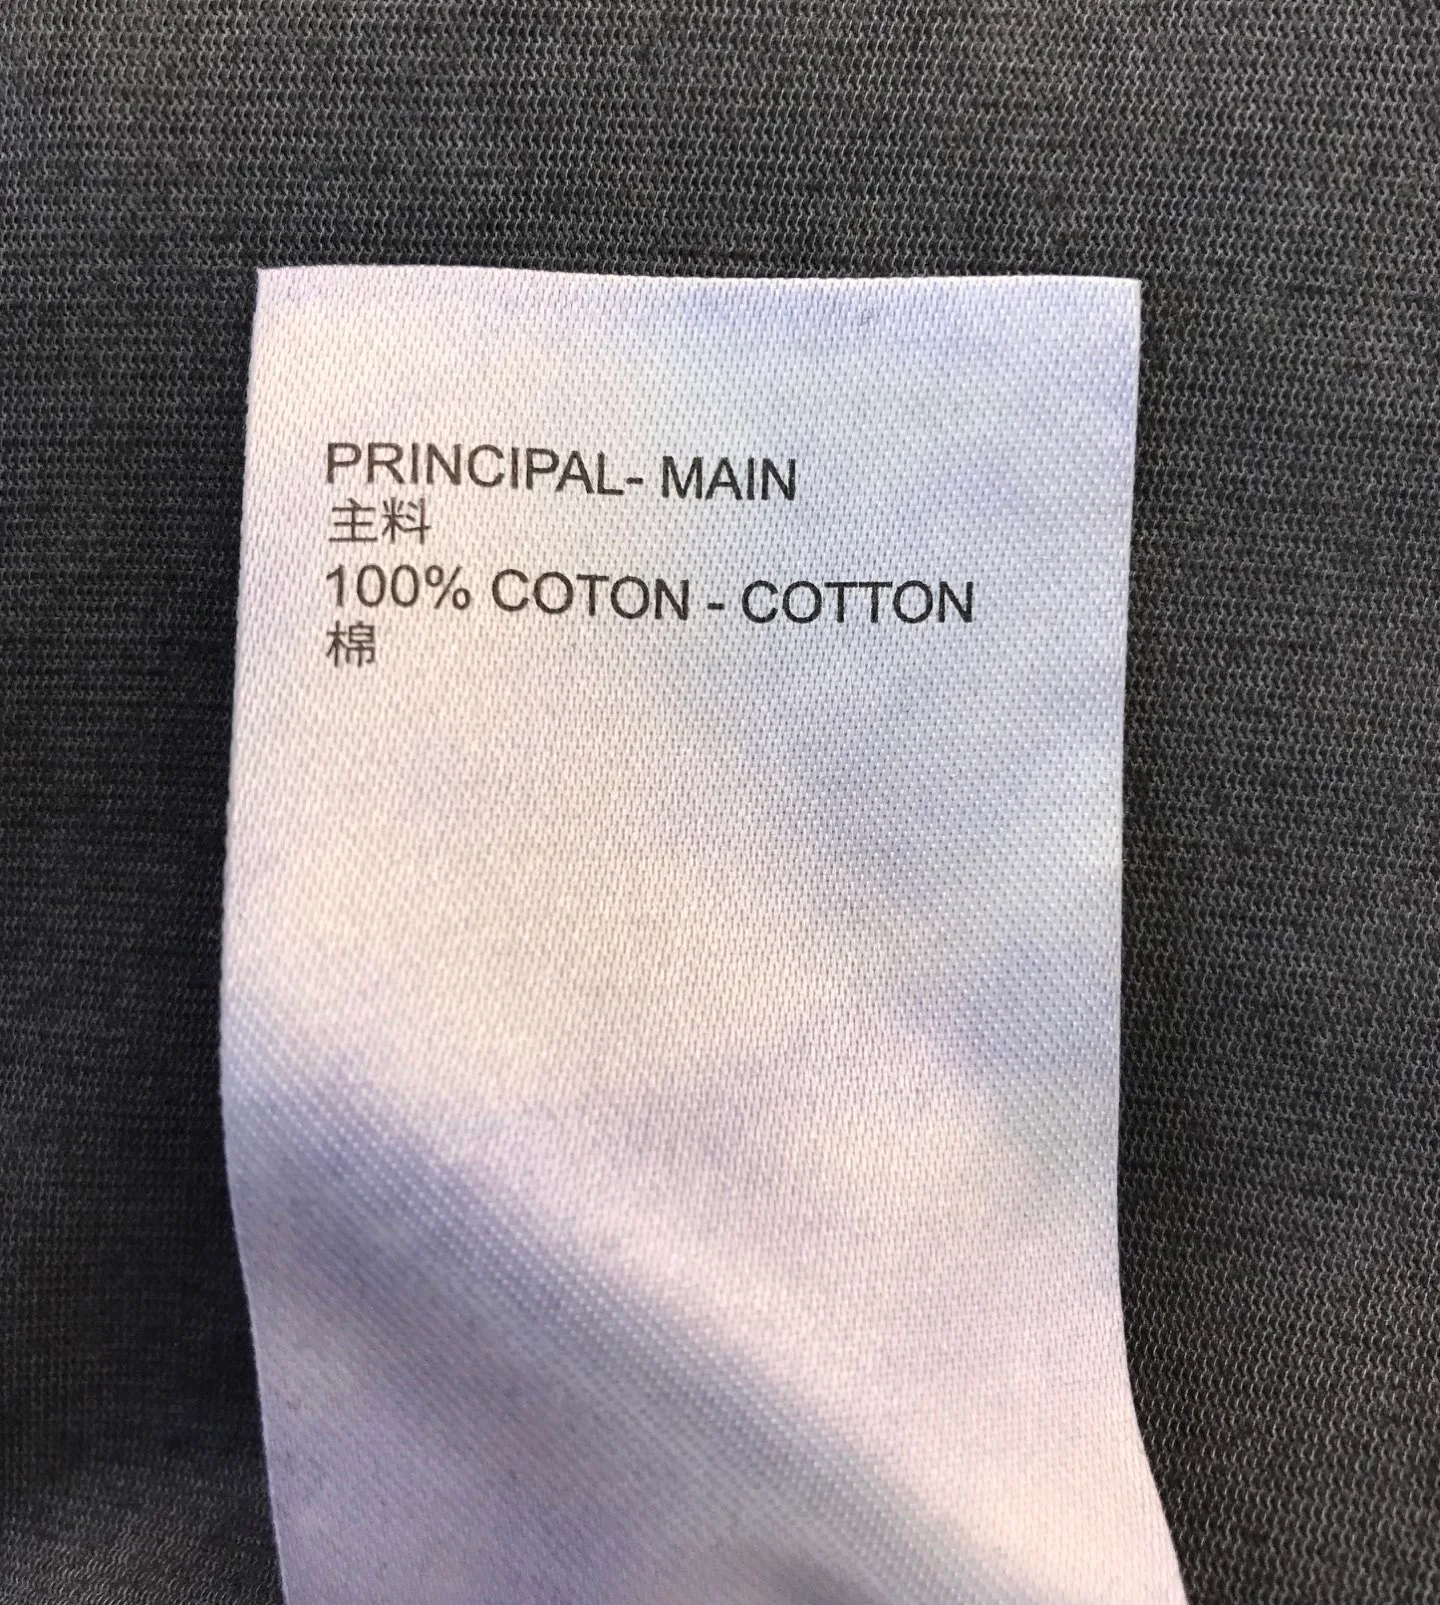 PRINCIPAL- MAIN
主料
100% COTON - COTTON
棉